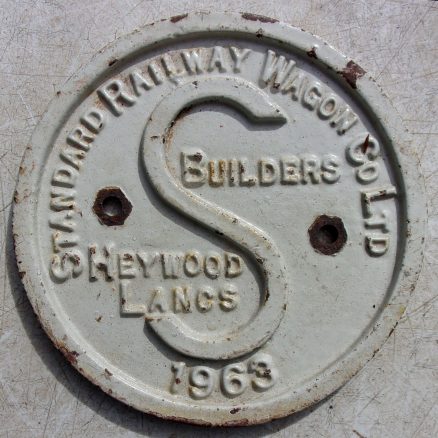 STANDARD RAILWAY WAGON CO LTD
S
BUILDERS
HEYWOOD
LANCS
1963